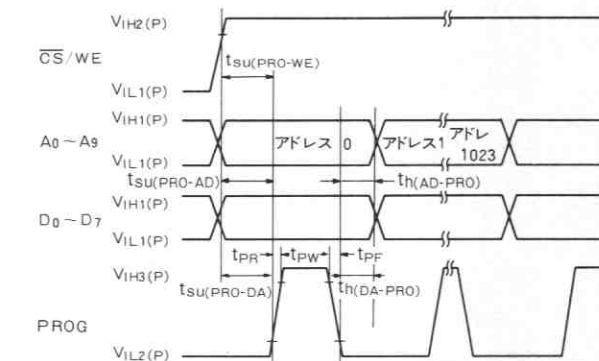 VIH2(P)
CS/WE
tsu(PRO-WE)
VIL1(P)
VIH1(P)
A0~A9
アドレス 0
アドレス1
アドレ
1023
VIL1(P)
tsu(PRO-AD)
th(AD-PRO)
VIH1(P)
D0~D7
VIL1(P)
tPR
tPW
tPF
VIH3(P)
tsu(PRO-DA)
th(DA-PRO)
PROG
VIL2(P)